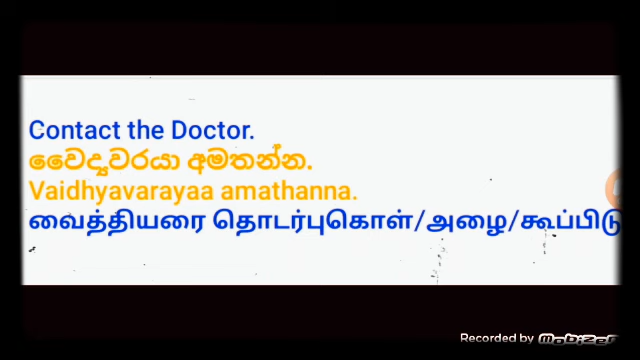 Contact the Doctor.
වෛද්‍යවරයා අමතන්න.
Vaidhyavarayaa amathanna.
வைத்தியரை தொடர்புகொள்/அழை/கூப்பிடு
Recorded by